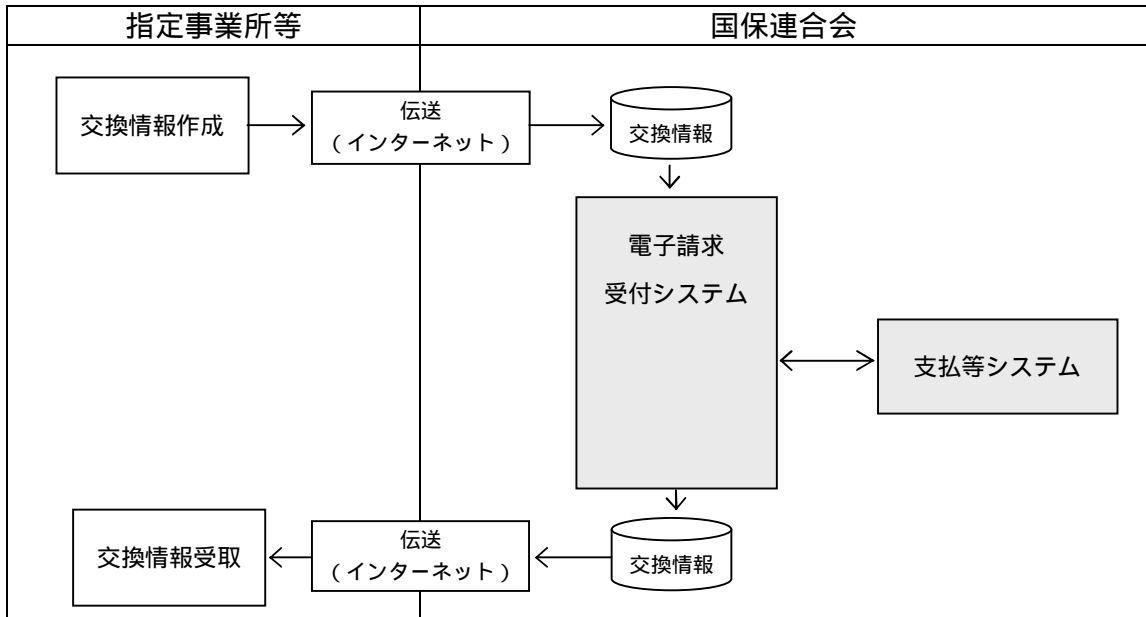 指定事業所等
国保連合会
交換情報作成
伝送
(インターネット)
交換情報
電子請求
受付システム
支払等システム
交換情報受取
伝送
(インターネット)
交換情報